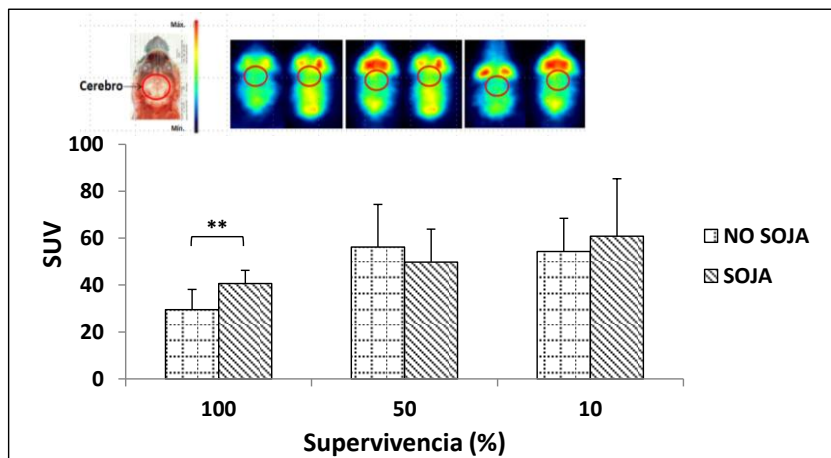 Máx.
Cerebro
Mín.
100
80
60
40
20
0
SUV
**
NO SOJA
SOJA
100 50 10
Supervivencia (%)